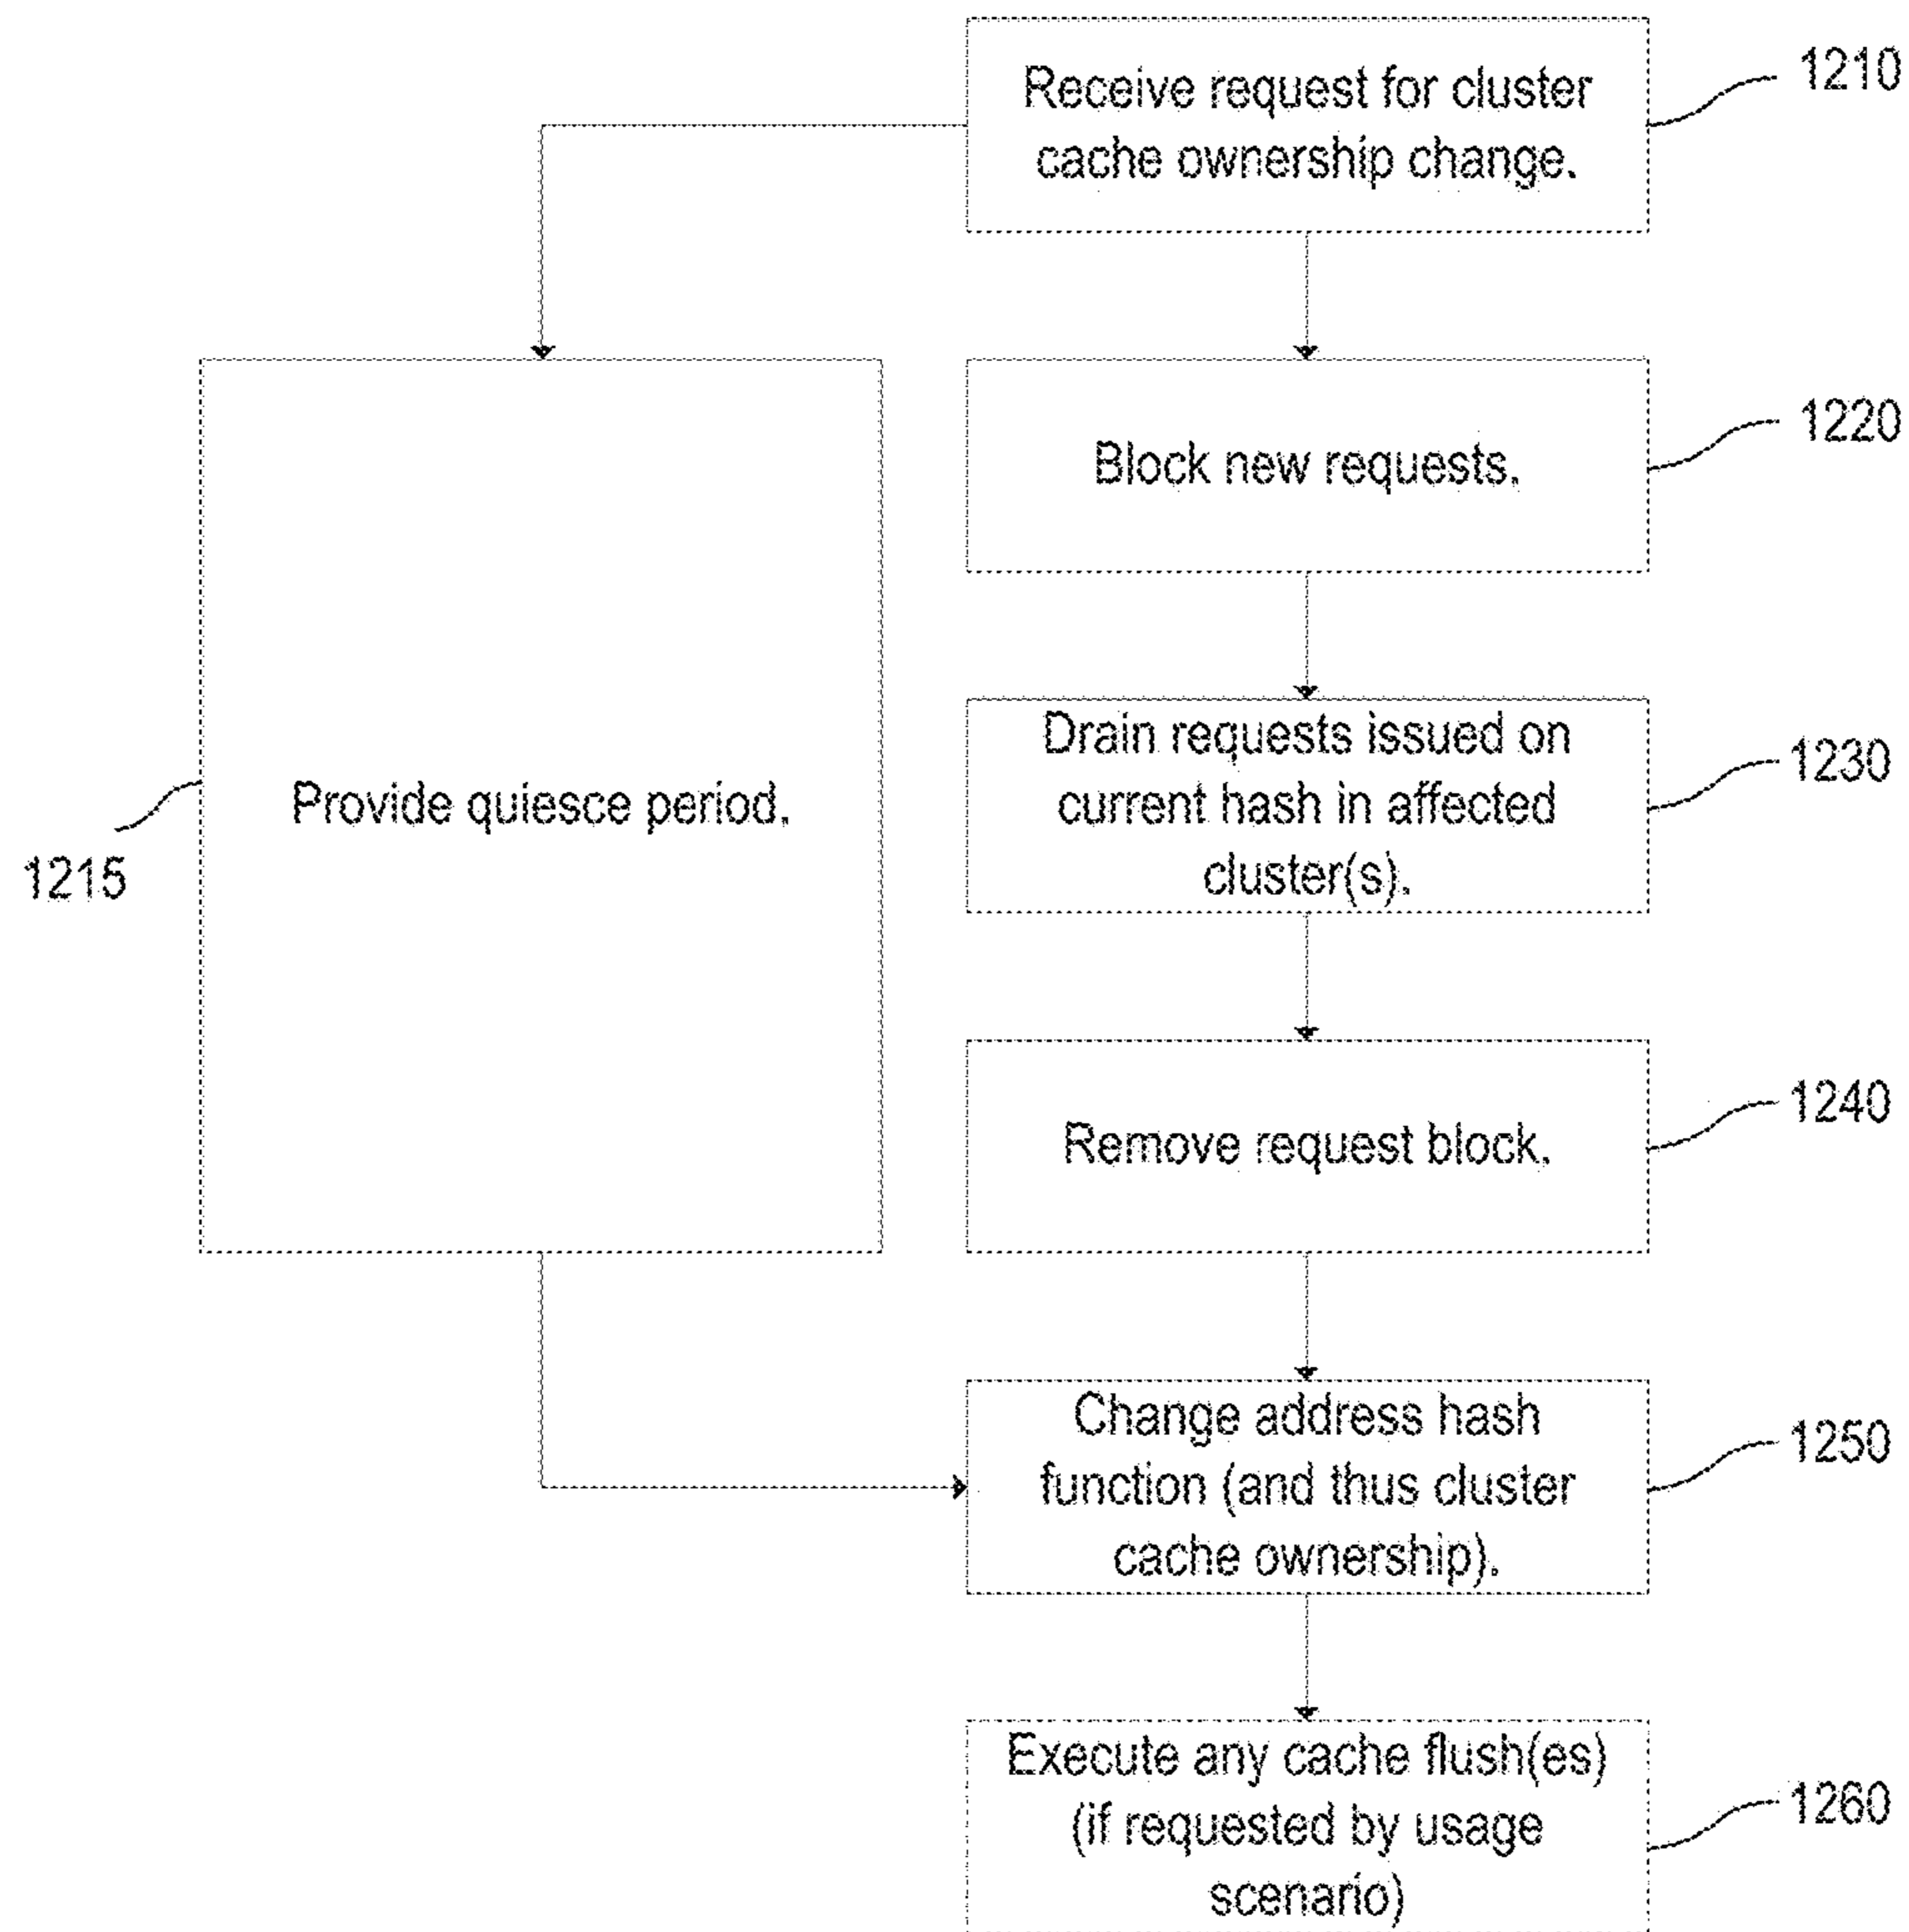 Receive request for cluster
cache ownership change.
1210
Block new requests.
1220
Provide quiesce period.
1215
Drain requests issued on
current hash in affected
cluster(s).
1230
Remove request block.
1240
Change address hash
function (and thus cluster
cache ownership).
1250
Execute any cache flush(es)
(if requested by usage
scenario)
1260